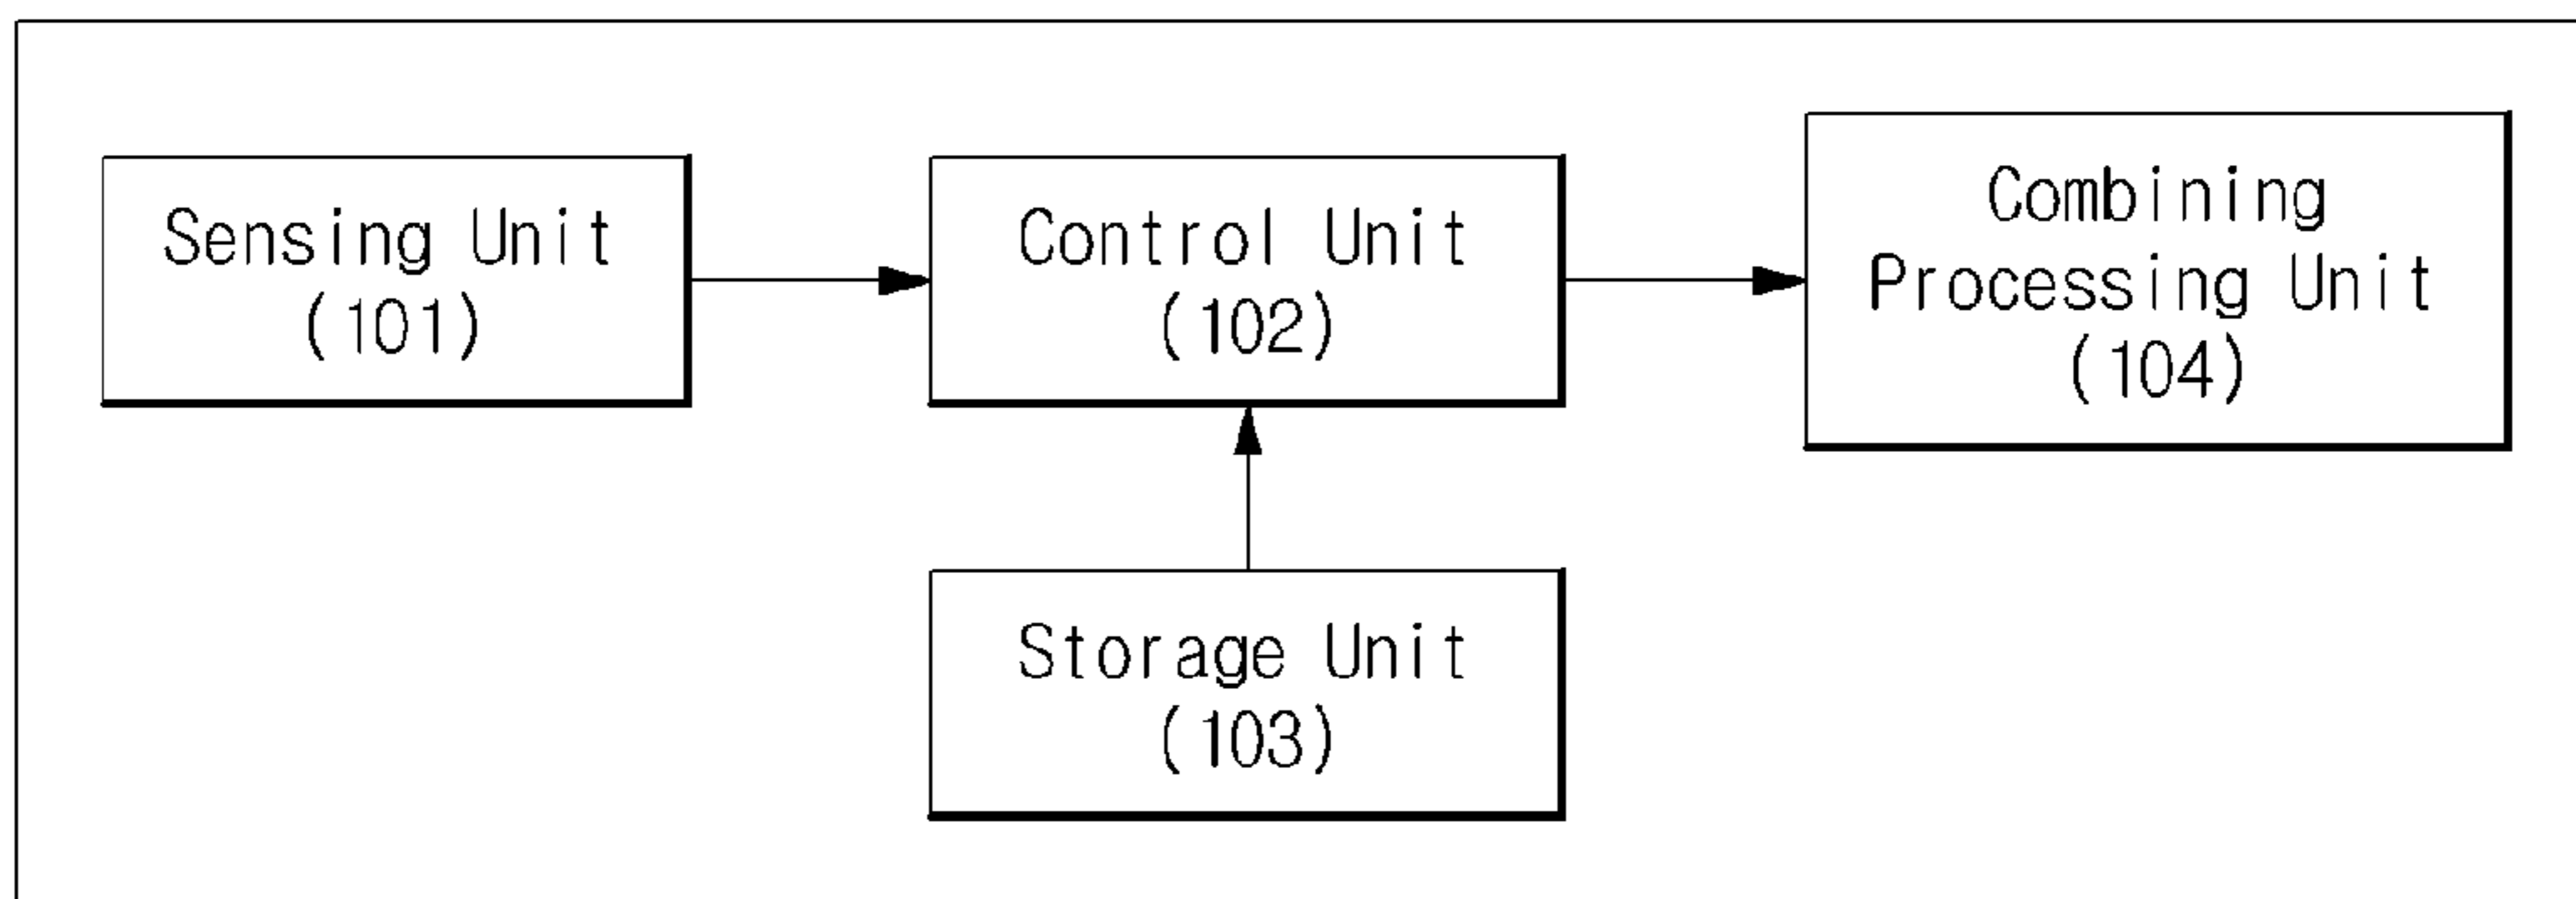 Sensing Unit
(101)
Control Unit
(102)
Combining
Processing Unit
(104)
Storage Unit
(103)